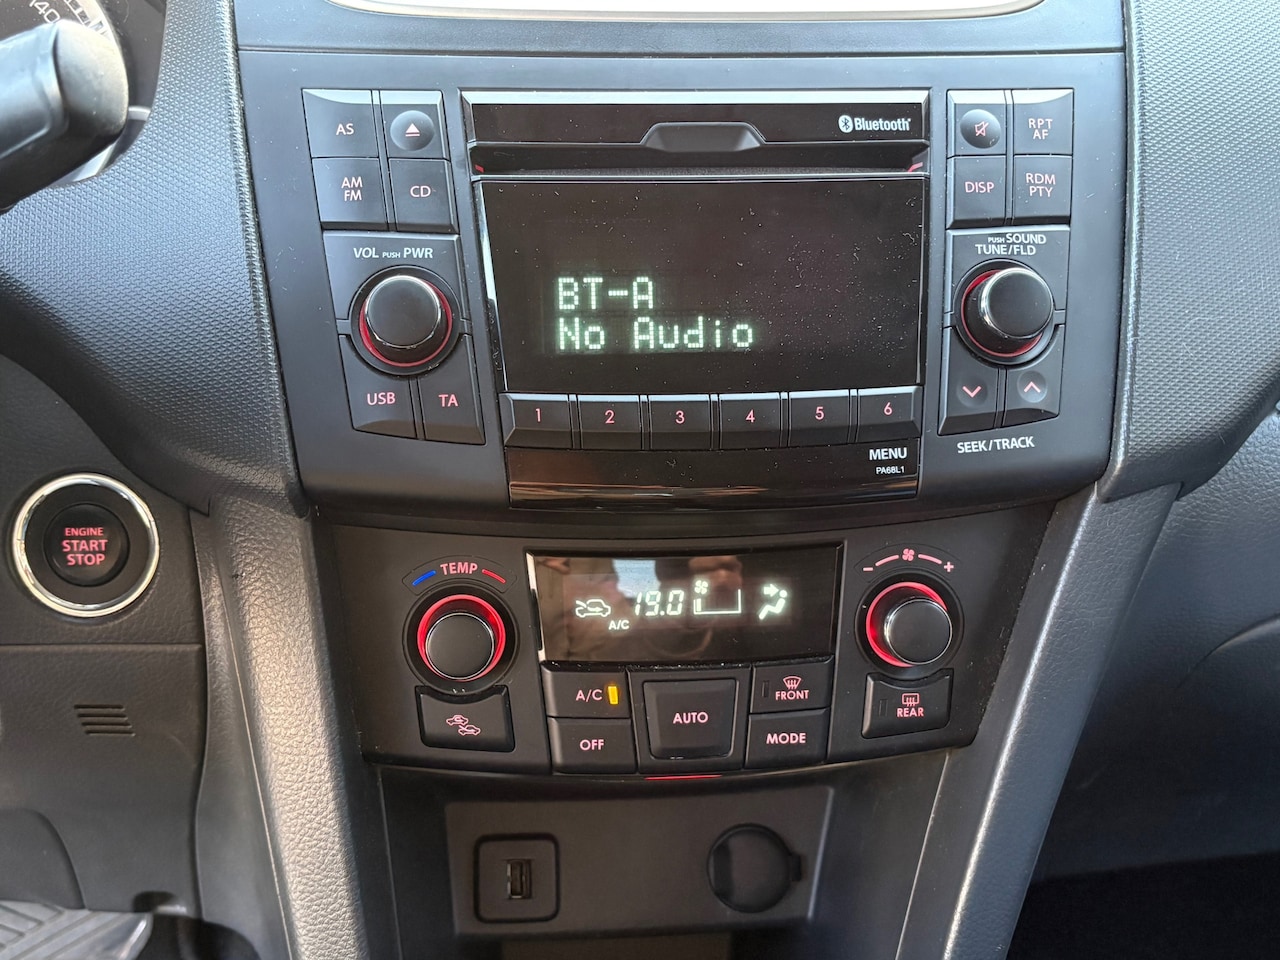 140
AS
Bluetooth®
RPT
AF
AM
FM
CD
DISP
RDM
PTY
VOL PUSH PWR
PUSH SOUND
TUNE/FLD
BT-A
No Audio
USB
TA
1 2 3 4 5 6
SEEK/TRACK
MENU
PA68L1
ENGINE
START
STOP
TEMP
- +
19.0
A/C
A/C
OFF
AUTO
FRONT
MODE
REAR